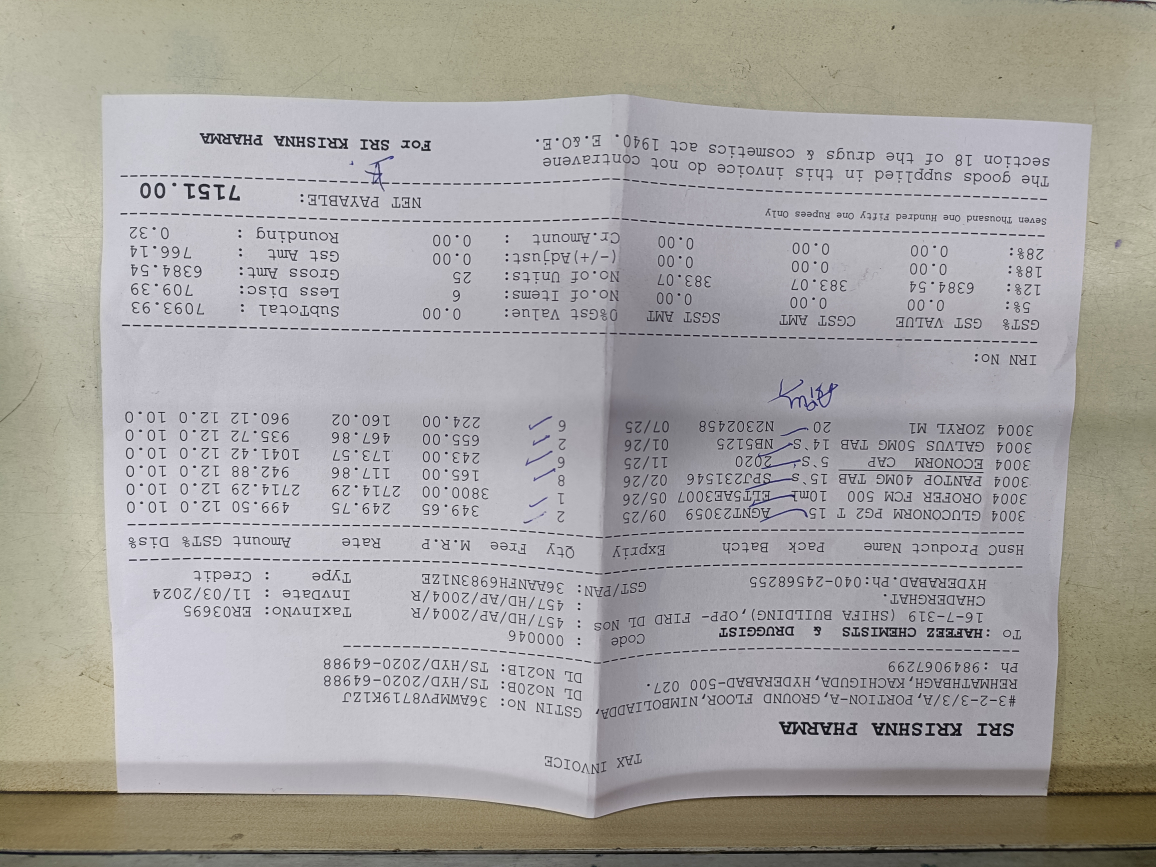 TAX INVOICE
SRI KRISHNA PHARMA
#3-2-3/3/A, PORTION-A, GROUND FLOOR, NIMBOLIADDA, GSTIN No: 36AWMPV8719K1ZJ
REHMATHBAGH, KACHIGUDA, HYDERABAD-500 027. DL No20B: TS/HYD/2020-64988
Ph :9849067299 DL No21B: TS/HYD/2020-64988
To :HAFEEZ CHEMISTS & DRUGGIST Code : 000046
16-7-319 (SHIFA BUILDING), OPP- FIRD DL Nos : 457 /AP/HD/2004/R TaxInvNo: ER03695
CHADERGHAT. : 457 /AP/HD/2004/R InvDate : 11/03/2024
HYDERABAD.Ph:040-24568255 GST/PAN: 36AANFH6983N1ZE Type : Credit
HsnC Product Name Pack Batch Expriy Qty Free M.R.P Rate Amount GST% Dis%
3004 GLUCONORM PG2 T 15 AGNT23059 09/25 2 349.65 249.75 499.50 12.0 10.0
3004 OROFER FCM 500 10mL ELT5AE3007 05/26 1 3800.00 2714.29 2714.29 12.0 10.0
3004 PANTOP 40MG TAB 15's SPJ231546 02/26 8 165.00 117.86 942.88 12.0 10.0
3004 ECONORM CAP 5's 2020 11/25 6 243.00 173.57 1041.42 12.0 10.0
3004 GALVUS 50MG TAB 14's NB5125 01/26 2 655.00 467.86 935.72 12.0 10.0
3004 ZORYL M1 20 N2302458 07/25 6 224.00 160.02 960.12 12.0 10.0
IRN No:
GST% GST VALUE CGST AMT SGST AMT 0%Gst Value: 0.00 SubTotal : 7093.93
5%: 0.00 0.00 0.00 No.of Items: 6 Less Disc: 709.39
12%: 6384.54 383.07 383.07 No.of Units: 25 Gross Amt: 6384.54
18%: 0.00 0.00 0.00 (-/+)Adjust: 0.00 Gst Amt : 766.14
28%: 0.00 0.00 0.00 Cr.Amount : 0.00 Rounding : 0.32
Seven Thousand One Hundred Fifty One Rupees Only
NET PAYABLE: 7151.00
The goods supplied in this invoice do not contravene
section 18 of the drugs & cosmetics act 1940. E.&O.E.
For SRI KRISHNA PHARMA